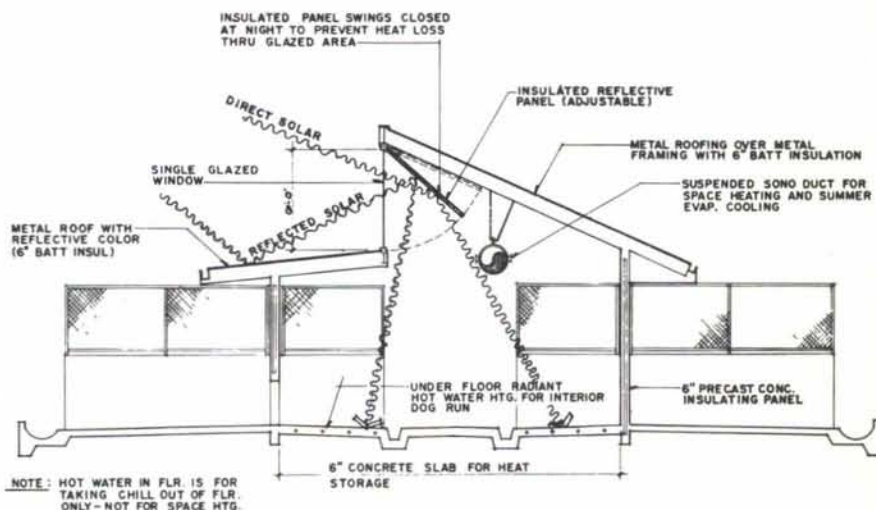 INSULATED PANEL SWINGS CLOSED
AT NIGHT TO PREVENT HEAT LOSS
THRU GLAZED AREA
DIRECT SOLAR
INSULATED REFLECTIVE
PANEL (ADJUSTABLE)
SINGLE GLAZED
WINDOW
METAL ROOFING OVER METAL
FRAMING WITH 6" BATT INSULATION
SUSPENDED SONO DUCT FOR
SPACE HEATING AND SUMMER
EVAP. COOLING
REFLECTED SOLAR
METAL ROOF WITH
REFLECTIVE COLOR
(6" BATT INSUL)
UNDER FLOOR RADIANT
HOT WATER HTG. FOR INTERIOR
DOG RUN
6" PRECAST CONC.
INSULATING PANEL
6" CONCRETE SLAB FOR HEAT
STORAGE
NOTE: HOT WATER IN FLR. IS FOR
TAKING CHILL OUT OF FLR.
ONLY-NOT FOR SPACE HTG.